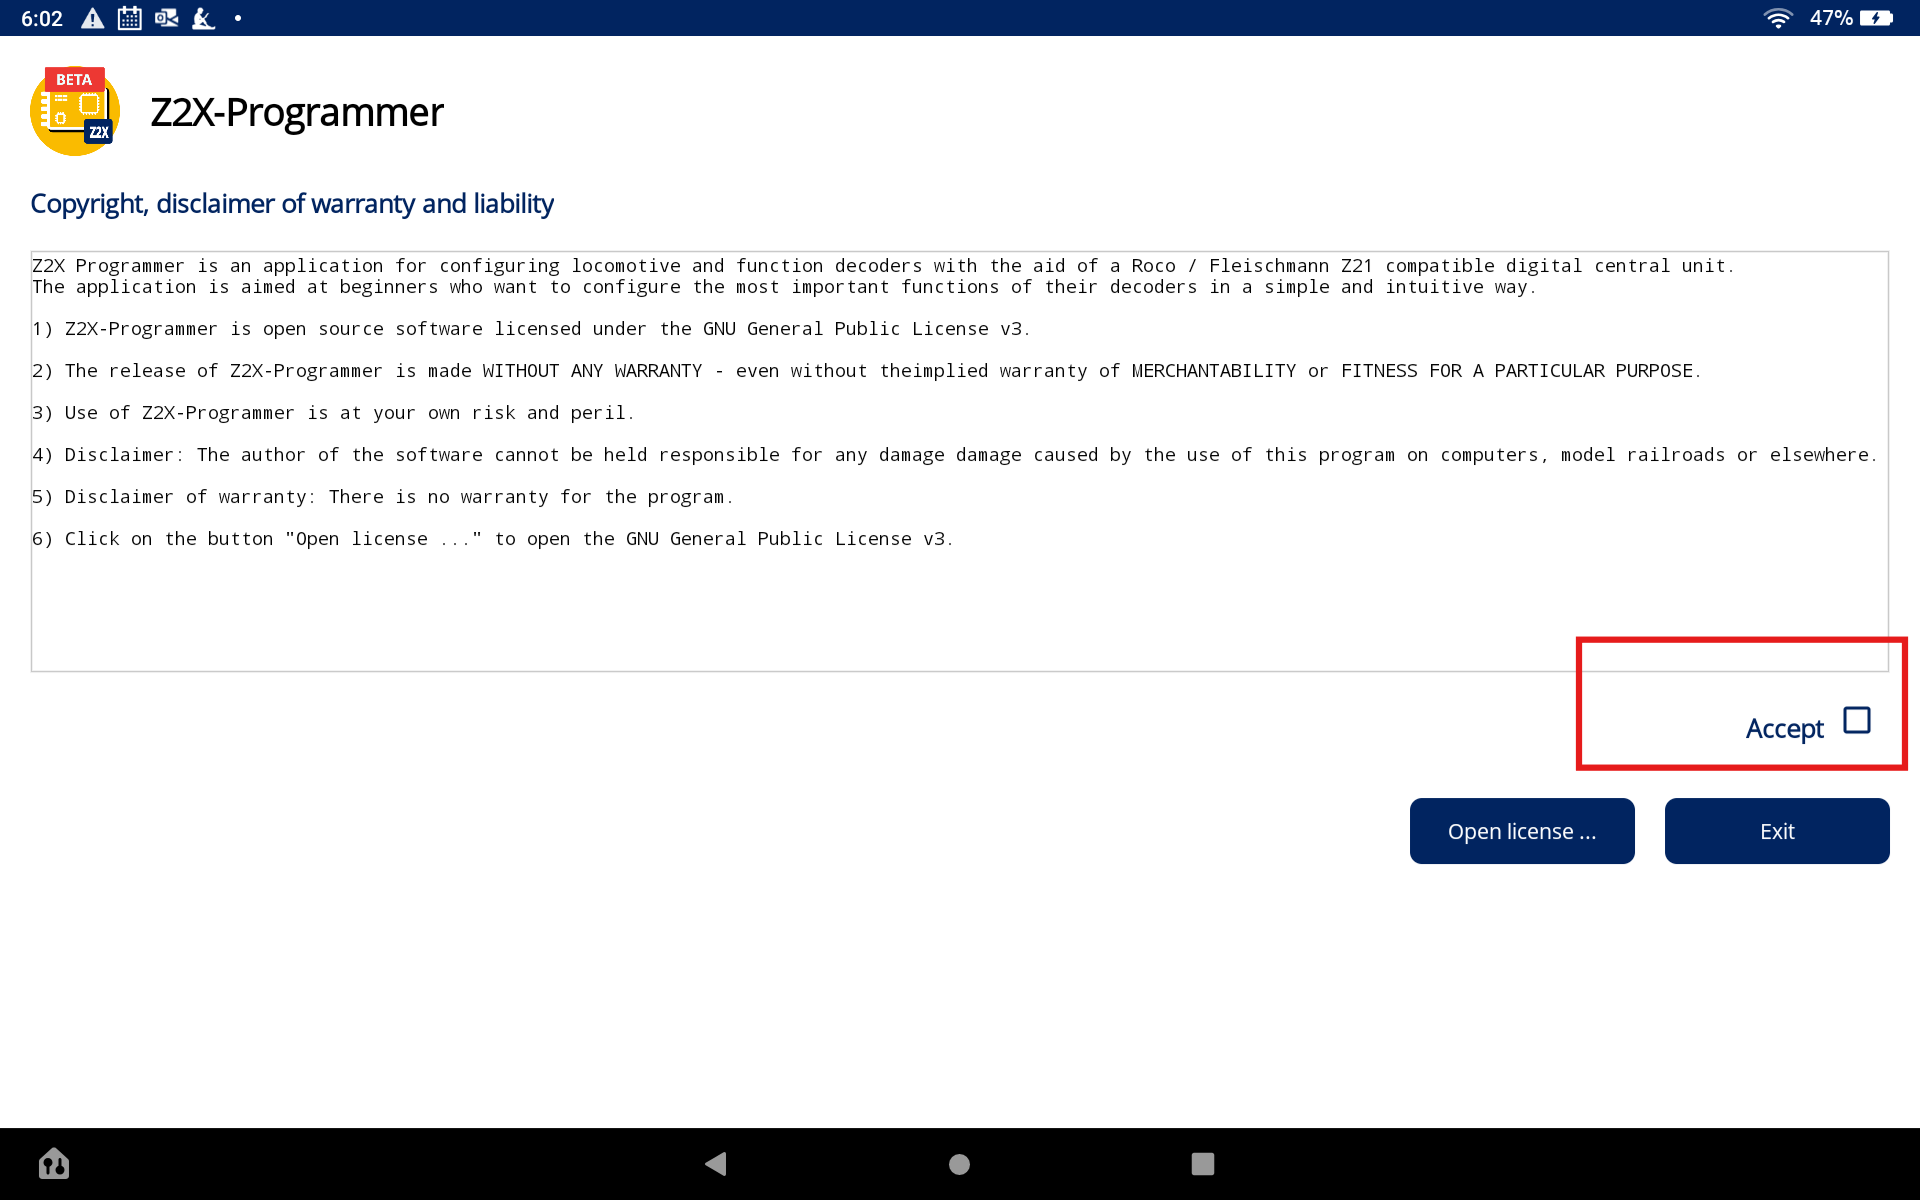 6:02
47%
BETA
Z2X
Z2X-Programmer
Copyright, disclaimer of warranty and liability
Z2X Programmer is an application for configuring locomotive and function decoders with the aid of a Roco / Fleischmann Z21 compatible digital central unit.
The application is aimed at beginners who want to configure the most important functions of their decoders in a simple and intuitive way.
1) Z2X-Programmer is open source software licensed under the GNU General Public License v3.
2) The release of Z2X-Programmer is made WITHOUT ANY WARRANTY - even without theimplied warranty of MERCHANTABILITY or FITNESS FOR A PARTICULAR PURPOSE.
3) Use of Z2X-Programmer is at your own risk and peril.
4) Disclaimer: The author of the software cannot be held responsible for any damage damage caused by the use of this program on computers, model railroads or elsewhere.
5) Disclaimer of warranty: There is no warranty for the program.
6) Click on the button "Open license ..." to open the GNU General Public License v3.
Accept
Open license ...
Exit